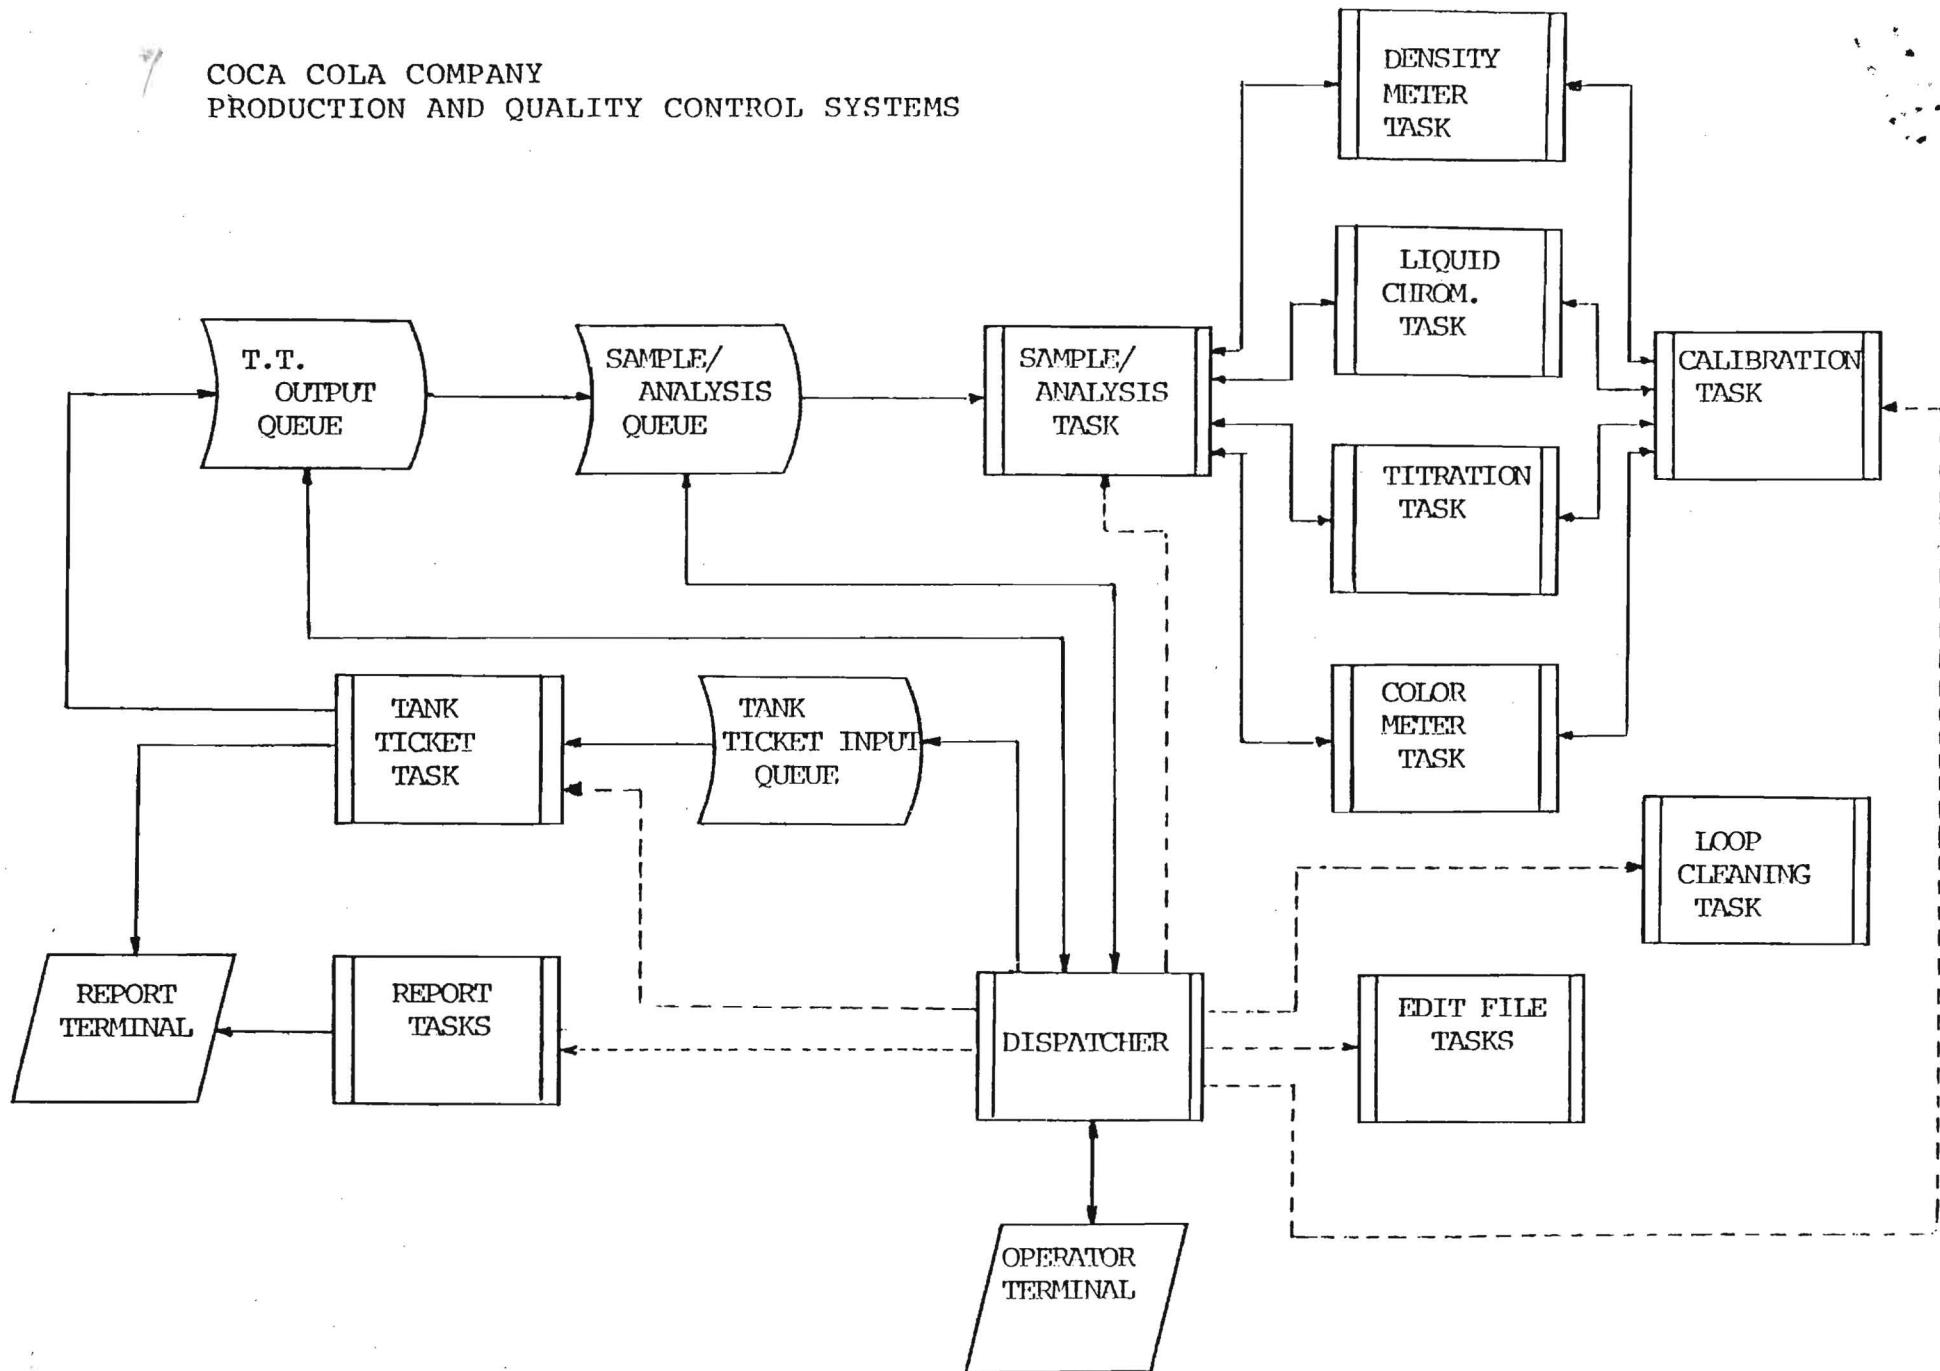 COCA COLA COMPANY
PRODUCTION AND QUALITY CONTROL SYSTEMS
DENSITY
METER
TASK
LIQUID
CHROM.
TASK
T.T.
OUTPUT
QUEUE
SAMPLE/
ANALYSIS
QUEUE
SAMPLE/
ANALYSIS
TASK
CALIBRATION
TASK
TITRATION
TASK
TANK
TICKET
TASK
TANK
TICKET INPUT
QUEUE
COLOR
METER
TASK
LOOP
CLEANING
TASK
REPORT
TERMINAL
REPORT
TASKS
DISPATCHER
EDIT FILE
TASKS
OPERATOR
TERMINAL